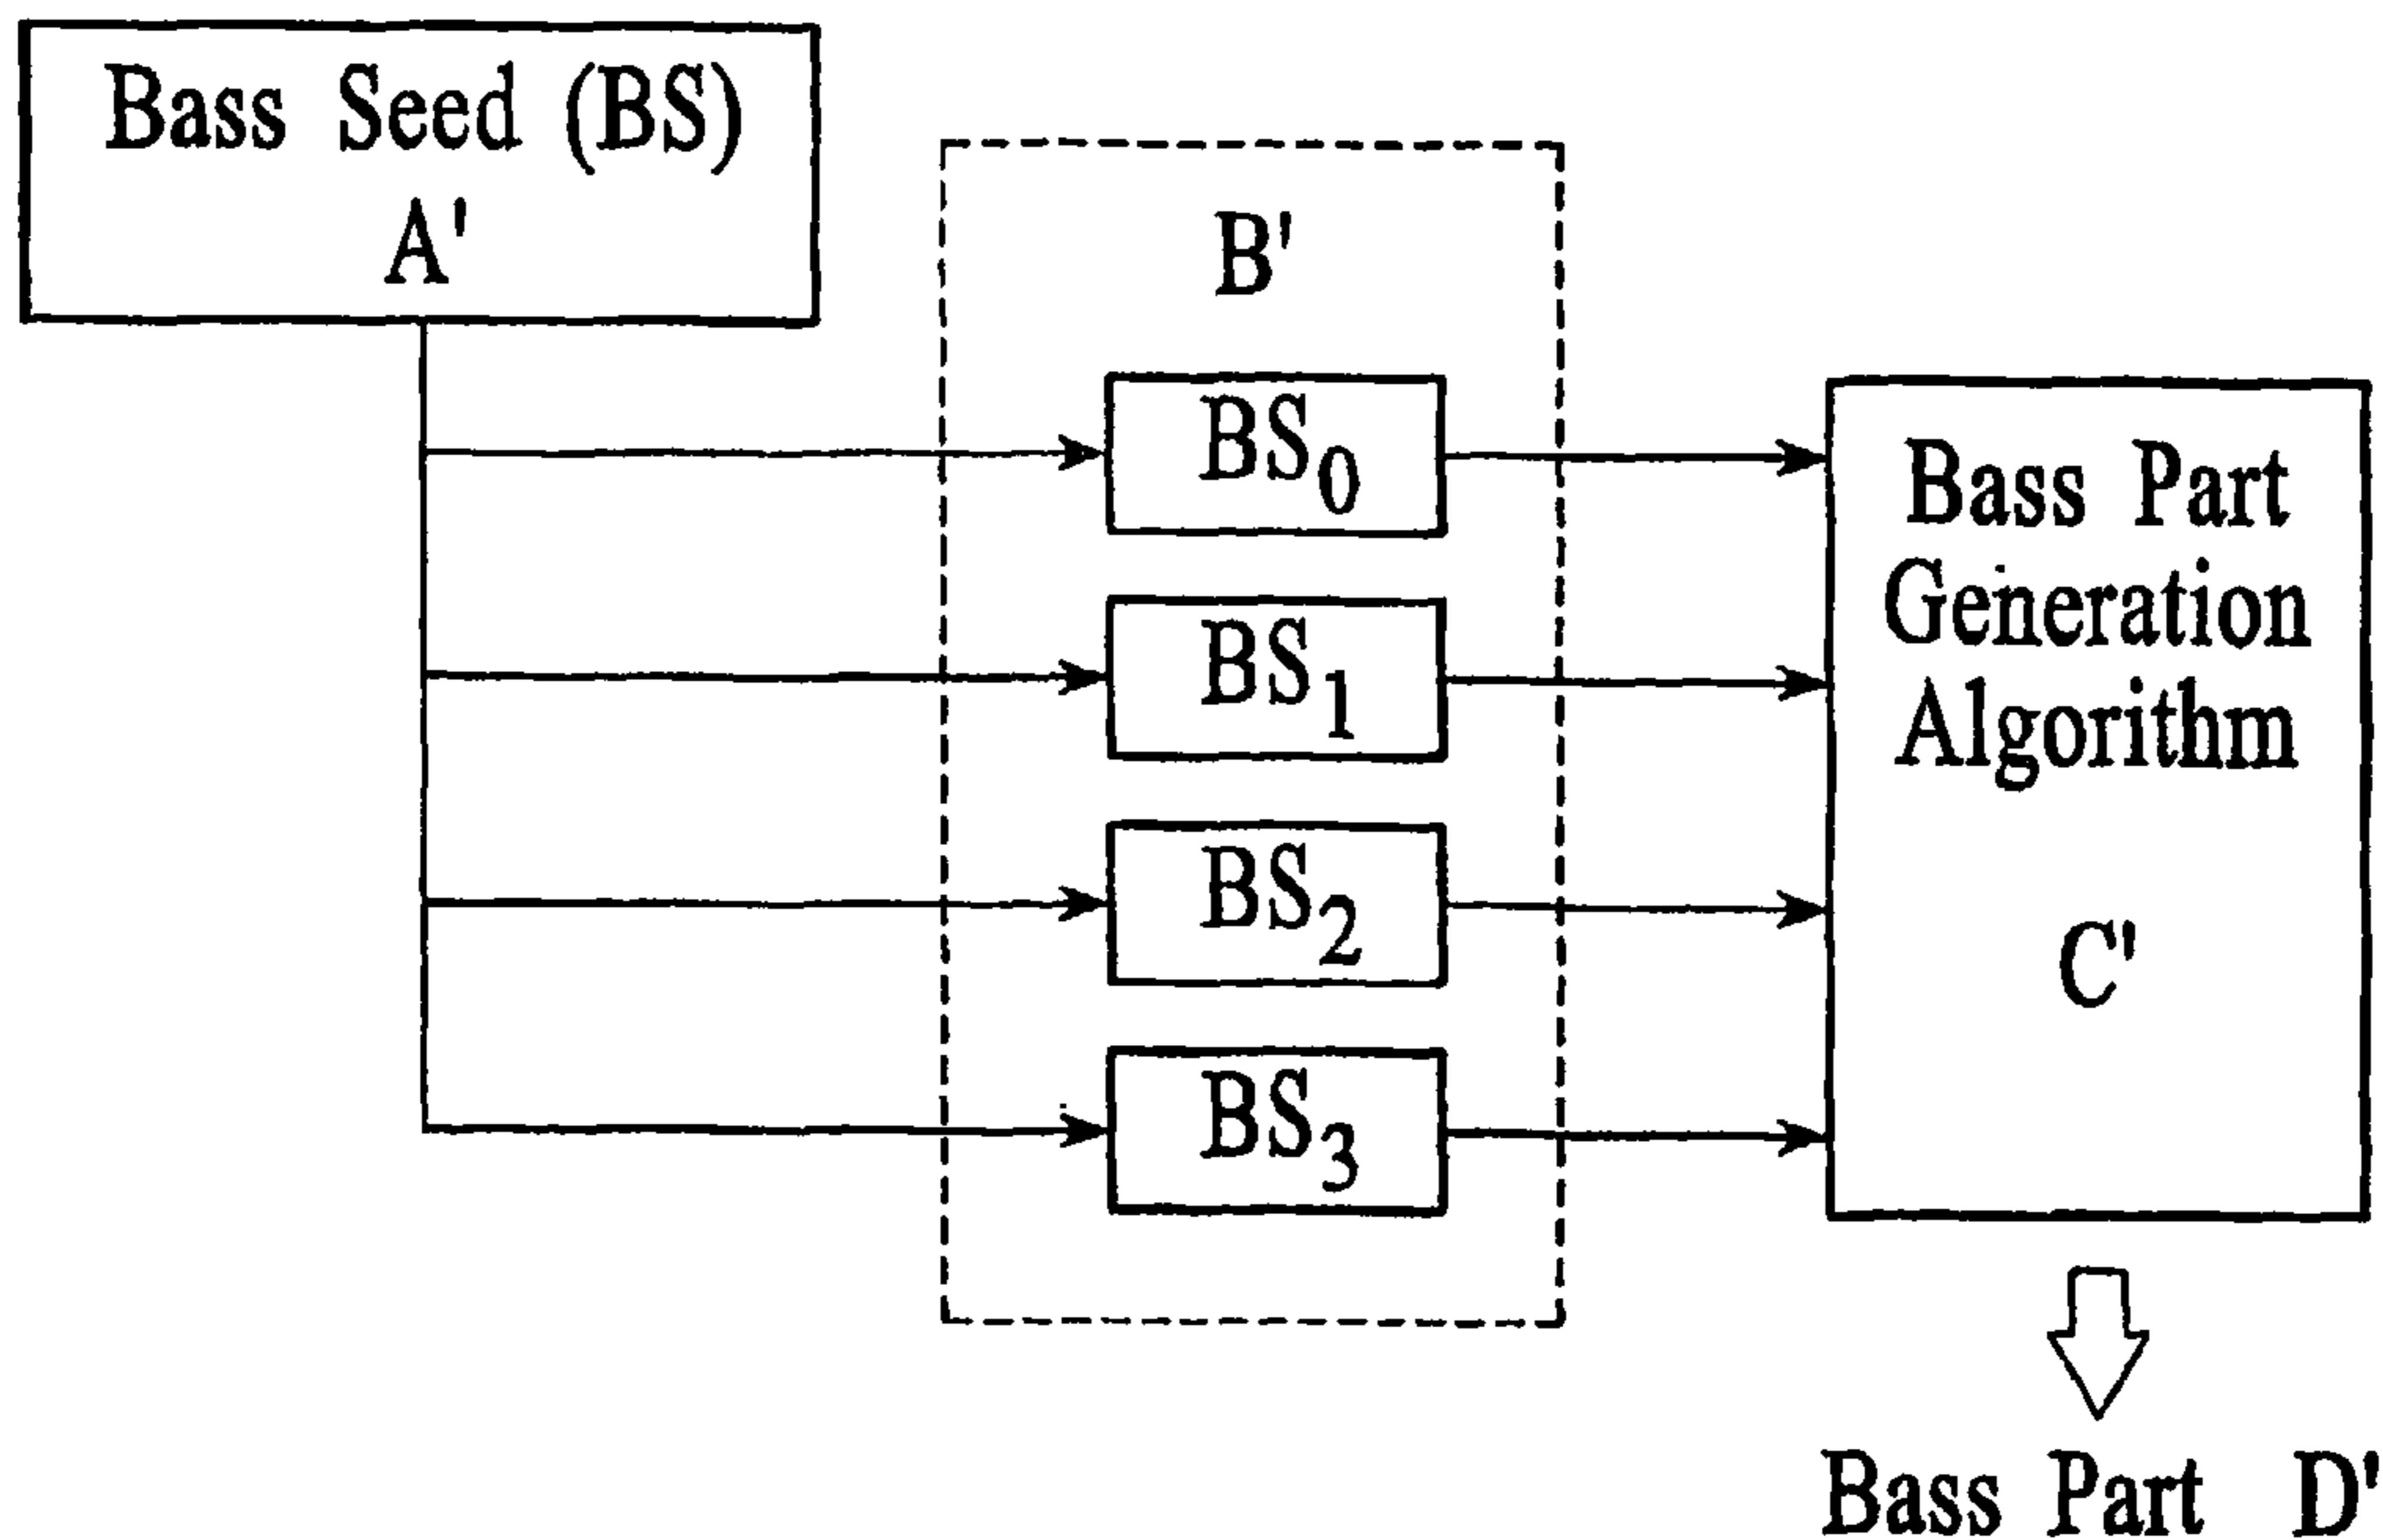 Bass Seed (BS)
A'
B'
BS₀
BS₁
BS₂
BS₃
Bass Part
Generation
Algorithm
C'
Bass Part D'